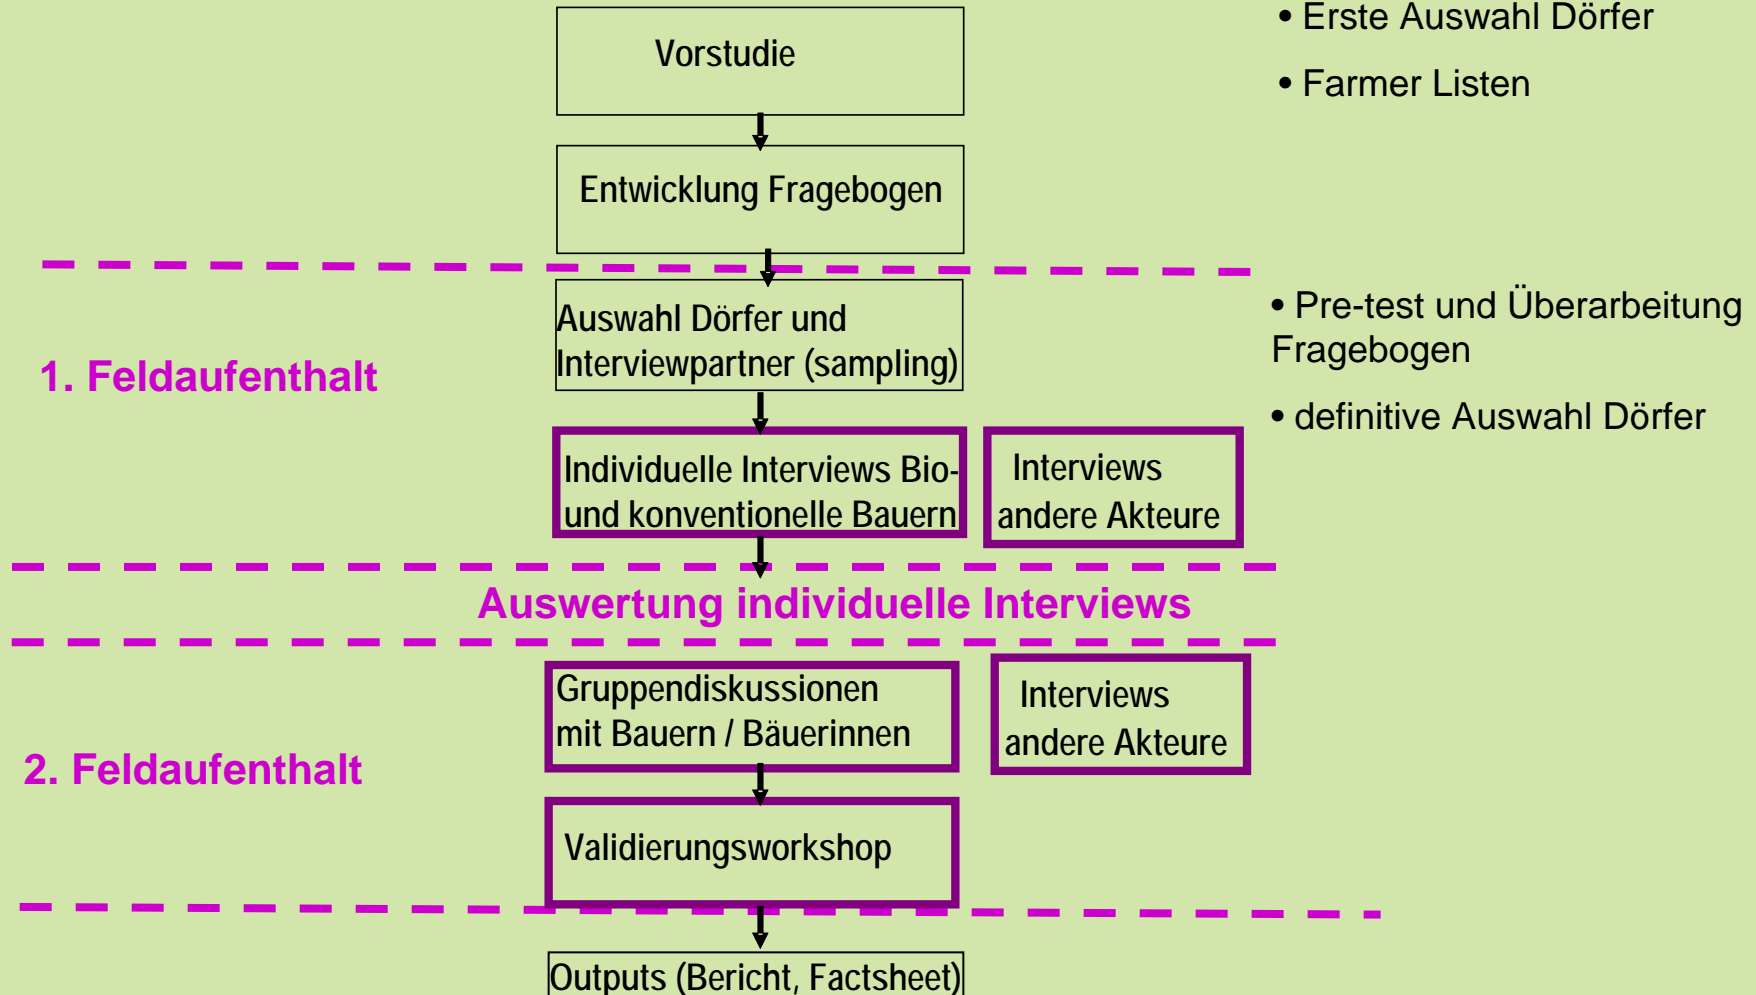 Vorstudie
• Erste Auswahl Dörfer
• Farmer Listen
Entwicklung Fragebogen
1. Feldaufenthalt
Auswahl Dörfer und
Interviewpartner (sampling)
• Pre-test und Überarbeitung
Fragebogen
• definitive Auswahl Dörfer
Individuelle Interviews Bio-
und konventionelle Bauern
Interviews
andere Akteure
Auswertung individuelle Interviews
2. Feldaufenthalt
Gruppendiskussionen
mit Bauern / Bäuerinnen
Interviews
andere Akteure
Validierungsworkshop
Outputs (Bericht, Factsheet)